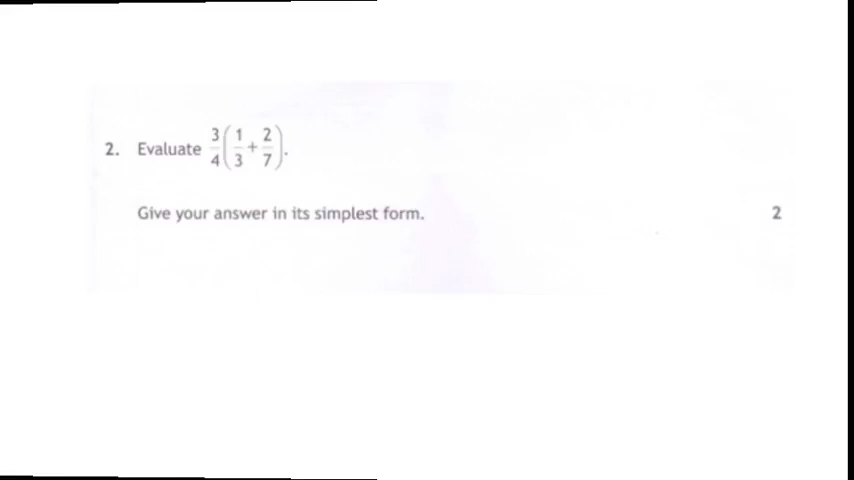 2. Evaluate 3/4(1/3 + 2/7).
Give your answer in its simplest form. 2